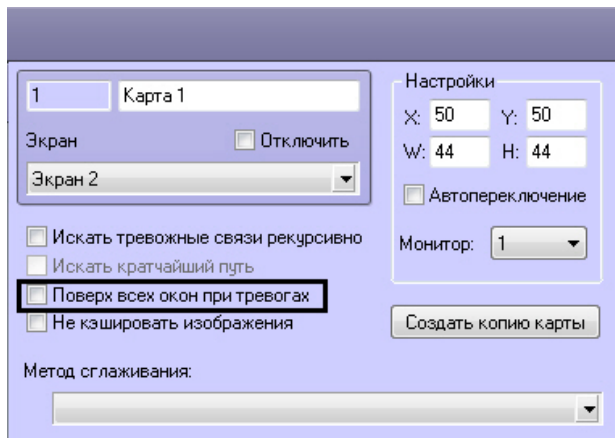 1 Карта 1
Экран Отключить
Экран 2
Искать тревожные связи рекурсивно
Искать кратчайший путь
Поверх всех окон при тревогах
Не кэшировать изображения
Метод сглаживания:
Настройки
X: 50 Y: 50
W: 44 H: 44
Автопереключение
Монитор: 1
Создать копию карты